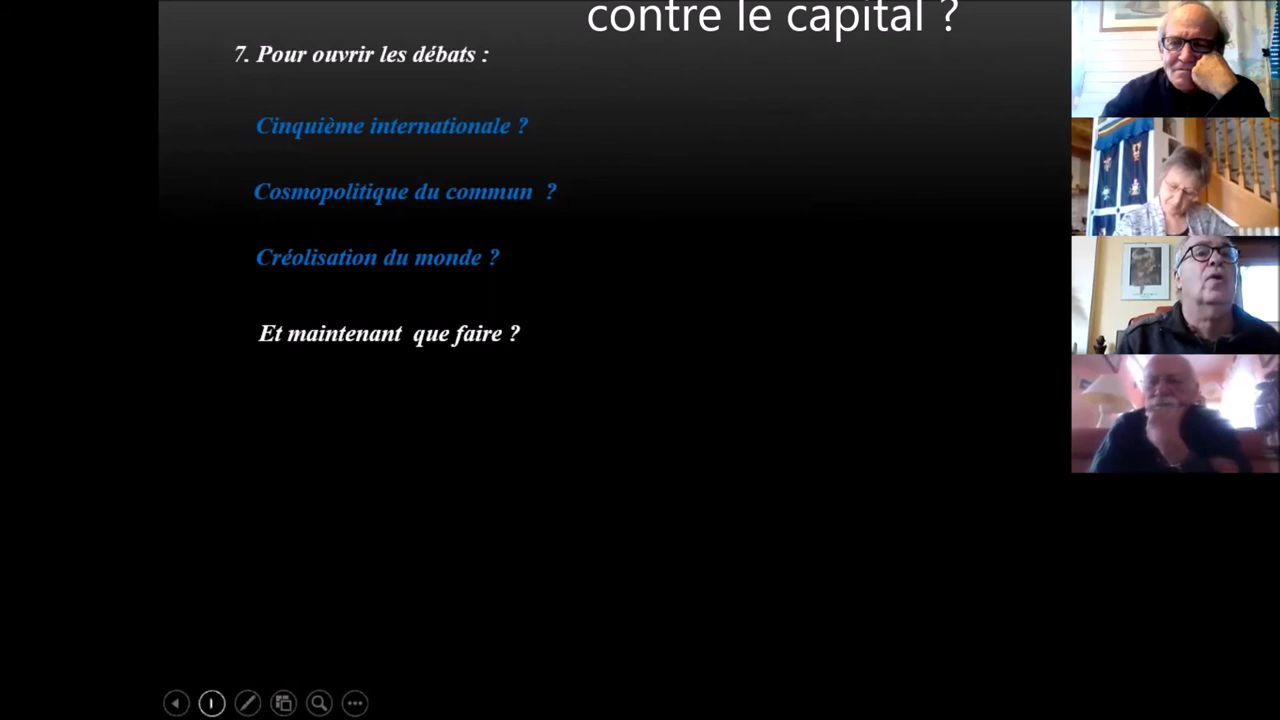 contre le capital ?
7. Pour ouvrir les débats :
Cinquième internationale ?
Cosmopolitique du commun ?
Créolisation du monde ?
Et maintenant que faire ?